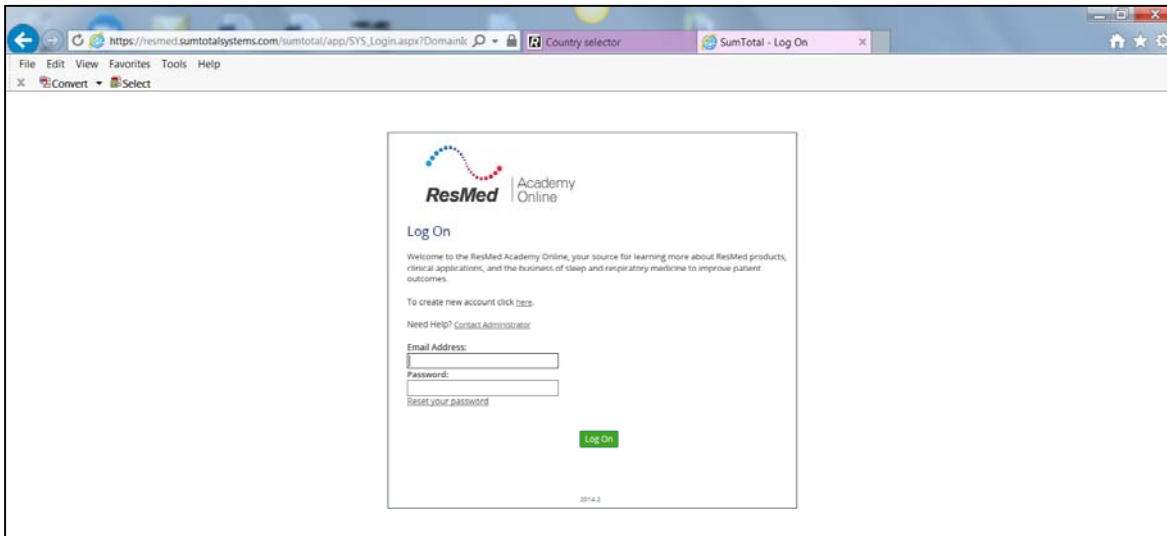 https://resmed.sumtotalsystems.com/sumtotal/app/SYS_Login.aspx?Domain
Country selector
SumTotal - Log On
File Edit View Favorites Tools Help
Convert Select
ResMed
Academy
Online
Log On
Welcome to the ResMed Academy Online, your source for learning more about ResMed products,
clinical applications, and the business of sleep and respiratory medicine to improve patient
outcomes.
To create new account click here.
Need Help? Contact Administrator
Email Address:
Password:
Reset your password
Log On
2014.2